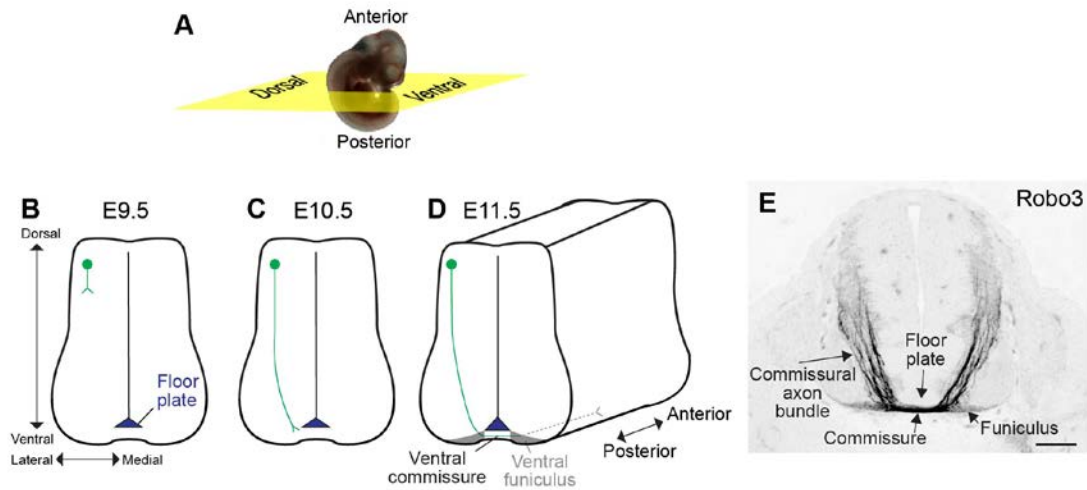 A
Anterior
Dorsal
Ventral
Posterior
B
E9.5
Dorsal
Floor
plate
Ventral
Lateral
Medial
C
E10.5
D
E11.5
Anterior
Posterior
Ventral
commissure
Ventral
funiculus
E
Robo3
Floor
plate
Commissural
axon
bundle
Commissure
Funiculus